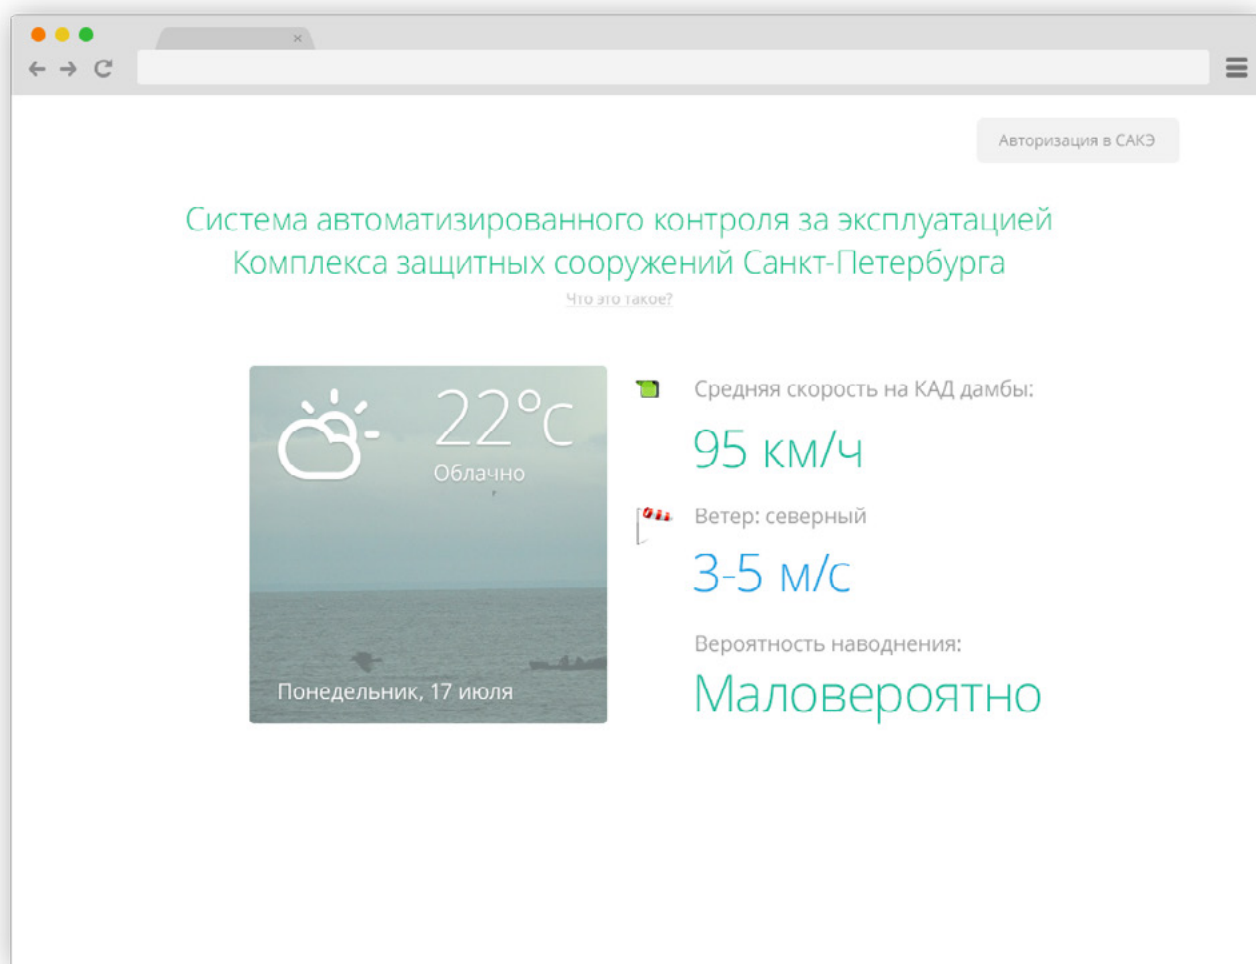 Авторизация в САКЭ
Система автоматизированного контроля за эксплуатацией
Комплекса защитных сооружений Санкт-Петербурга
Что это такое?
22°C
Облачно
Понедельник, 17 июля
Средняя скорость на КАД дамбы:
95 км/ч
Ветер: северный
3-5 м/с
Вероятность наводнения:
Маловероятно